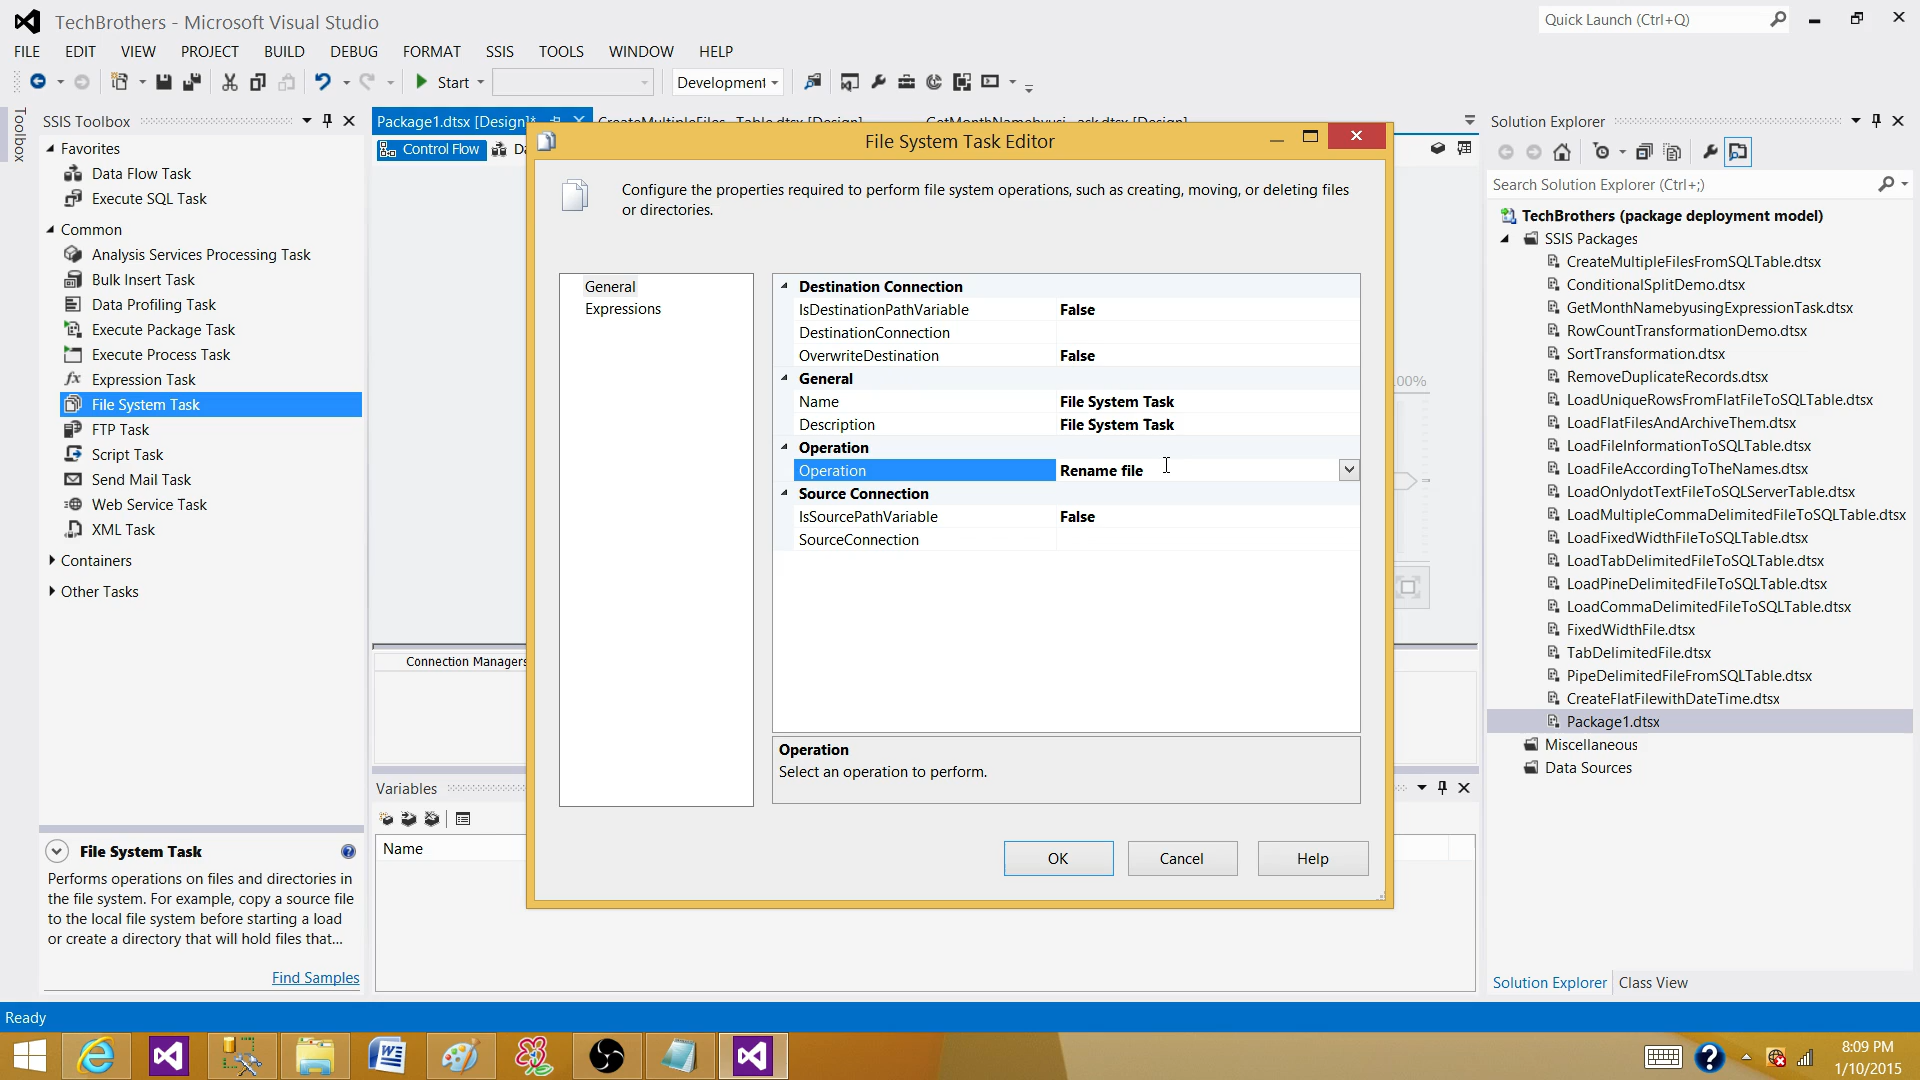 TechBrothers - Microsoft Visual Studio
Quick Launch (Ctrl+Q)
FILE EDIT VIEW PROJECT BUILD DEBUG FORMAT SSIS TOOLS WINDOW HELP
Start
Development
Toolbox
SSIS Toolbox
Favorites
Data Flow Task
Execute SQL Task
Common
Analysis Services Processing Task
Bulk Insert Task
Data Profiling Task
Execute Package Task
Execute Process Task
Expression Task
File System Task
FTP Task
Script Task
Send Mail Task
Web Service Task
XML Task
Containers
Other Tasks
File System Task
Performs operations on files and directories in
the file system. For example, copy a source file
to the local file system before starting a load
or create a directory that will hold files that...
Find Samples
Package1.dtsx [Design]*
Control Flow
Connection Managers
Variables
Name
File System Task Editor
Configure the properties required to perform file system operations, such as creating, moving, or deleting files
or directories.
General
Expressions
Destination Connection
IsDestinationPathVariable False
DestinationConnection
OverwriteDestination False
General
Name File System Task
Description File System Task
Operation
Operation Rename file
Source Connection
IsSourcePathVariable False
SourceConnection
Operation
Select an operation to perform.
OK
Cancel
Help
Solution Explorer
Search Solution Explorer (Ctrl+;)
TechBrothers (package deployment model)
SSIS Packages
CreateMultipleFilesFromSQLTable.dtsx
ConditionalSplitDemo.dtsx
GetMonthNamebyusingExpressionTask.dtsx
RowCountTransformationDemo.dtsx
SortTransformation.dtsx
RemoveDuplicateRecords.dtsx
LoadUniqueRowsFromFlatFileToSQLTable.dtsx
LoadFlatFilesAndArchiveThem.dtsx
LoadFileInformationToSQLTable.dtsx
LoadFileAccordingToTheNames.dtsx
LoadOnlydotTextFileToSQLServerTable.dtsx
LoadMultipleCommaDelimitedFileToSQLTable.dtsx
LoadFixedWidthFileToSQLTable.dtsx
LoadTabDelimitedFileToSQLTable.dtsx
LoadPineDelimitedFileToSQLTable.dtsx
LoadCommaDelimitedFileToSQLTable.dtsx
FixedWidthFile.dtsx
TabDelimitedFile.dtsx
PipeDelimitedFileFromSQLTable.dtsx
CreateFlatFilewithDateTime.dtsx
Package1.dtsx
Miscellaneous
Data Sources
Solution Explorer
Class View
Ready
8:09 PM
1/10/2015